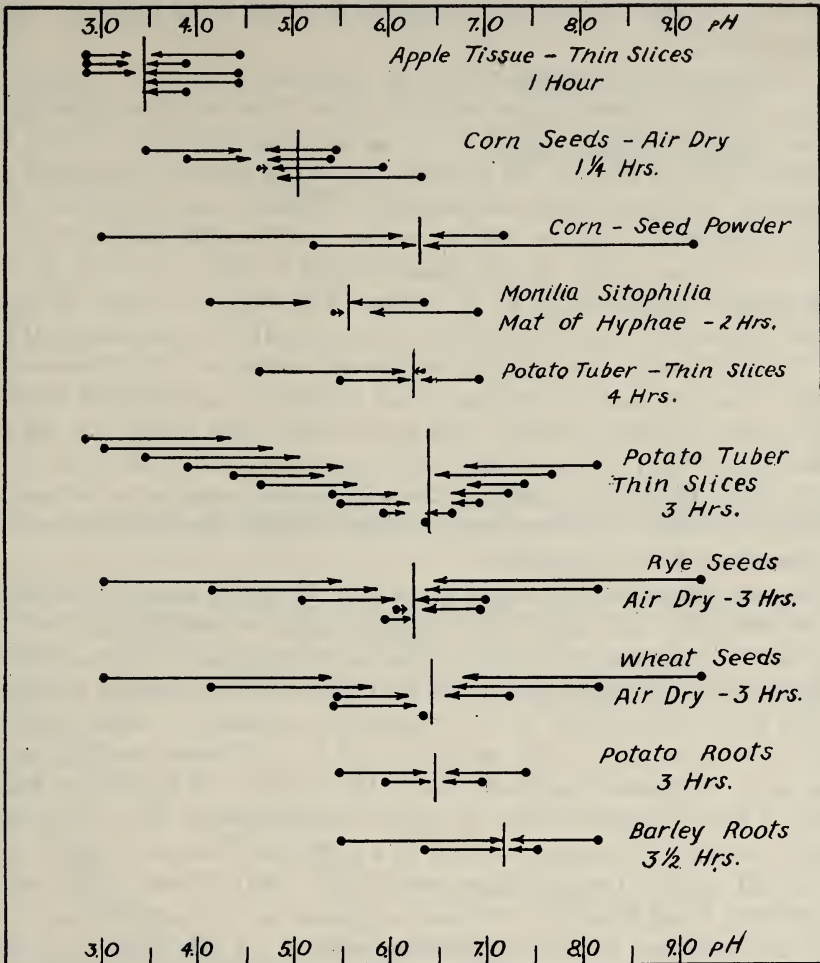 3.0 4.0 5.0 6.0 7.0 8.0 9.0 pH
Apple Tissue - Thin Slices
1 Hour
Corn Seeds - Air Dry
1 1/4 Hrs.
Corn - Seed Powder
Monilia Sitophilia
Mat of Hyphae - 2 Hrs.
Potato Tuber - Thin Slices
4 Hrs.
Potato Tuber
Thin Slices
3 Hrs.
Rye Seeds
Air Dry - 3 Hrs.
Wheat Seeds
Air Dry - 3 Hrs.
Potato Roots
3 Hrs.
Barley Roots
3 1/2 Hrs.
3.0 4.0 5.0 6.0 7.0 8.0 9.0 pH